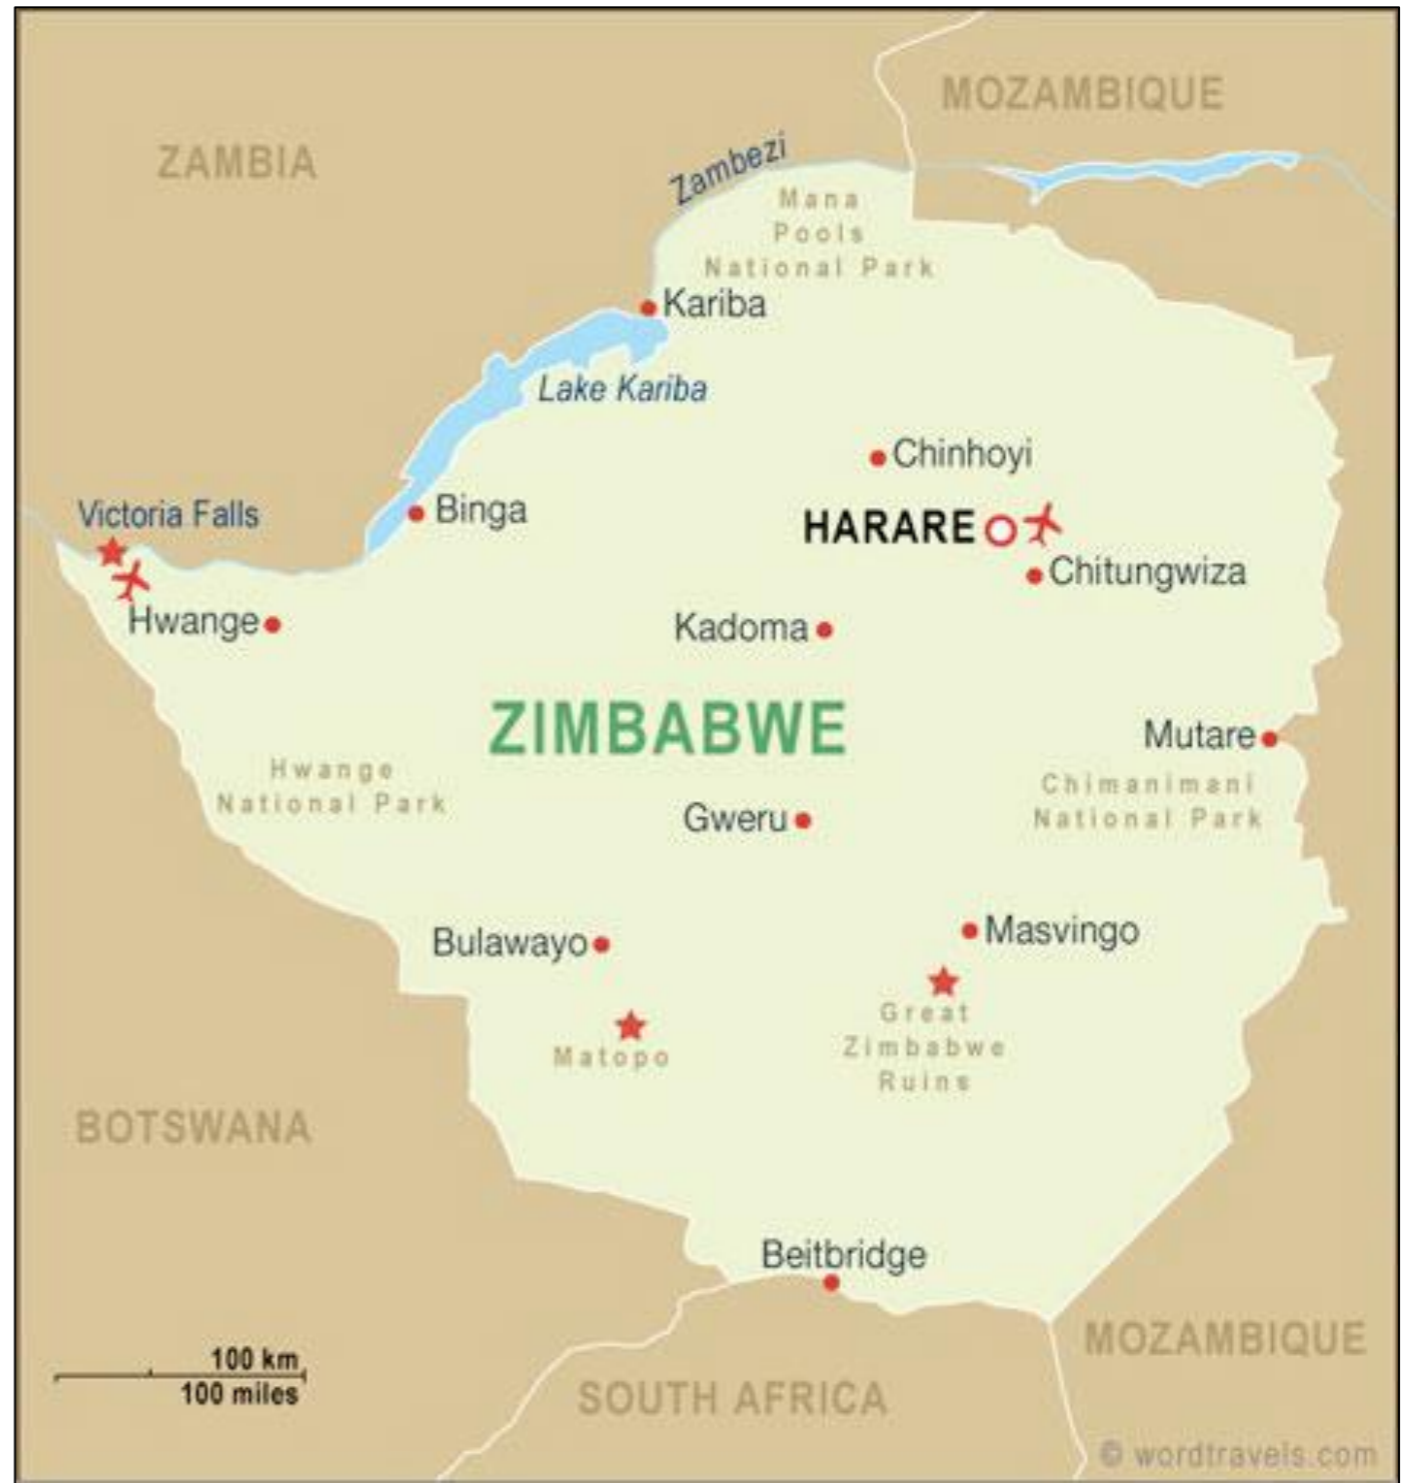 MOZAMBIQUE
ZAMBIA
Zambezi
Mana
Pools
National Park
Kariba
Lake Kariba
Chinhoyi
Victoria Falls
Binga
HARARE
Chitungwiza
Hwange
Kadoma
ZIMBABWE
Mutare
Hwange
National Park
Chimanimani
National Park
Gweru
Bulawayo
Masvingo
Great
Zimbabwe
Ruins
Matopo
BOTSWANA
Beitbridge
MOZAMBIQUE
100 km
100 miles
SOUTH AFRICA
© wordtravels.com